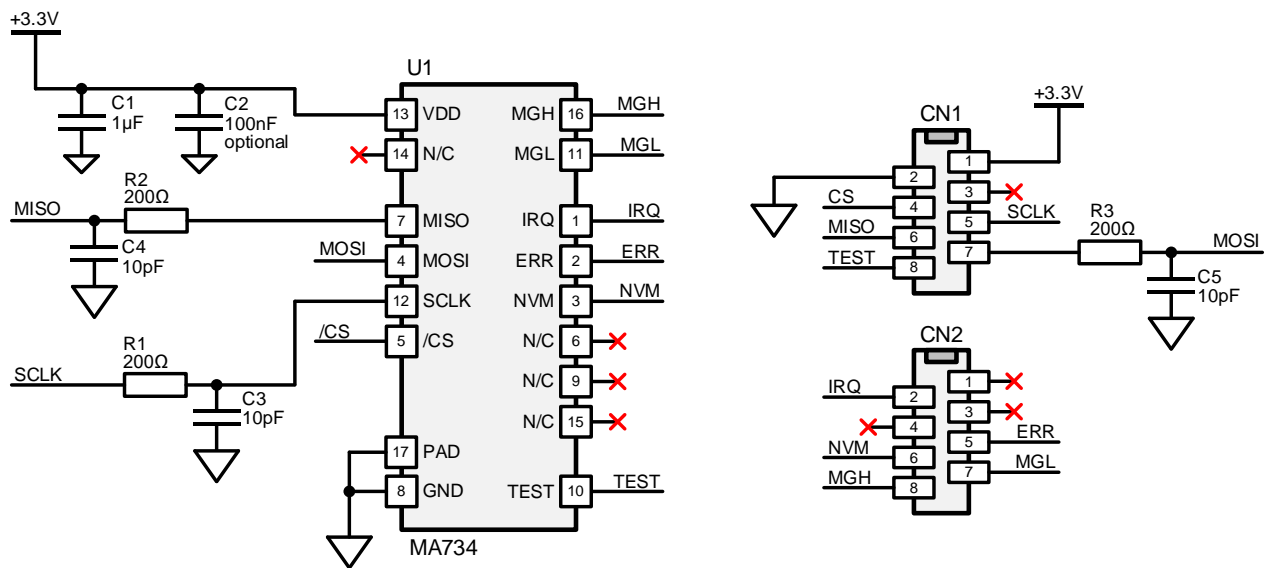 +3.3V
C1
1µF
C2
100nF
optional
U1
13 VDD
14 N/C
7 MISO
4 MOSI
12 SCLK
5 /CS
17 PAD
8 GND
MGH 16
MGL 11
IRQ 1
ERR 2
NVM 3
N/C 6
N/C 9
N/C 15
TEST 10
MA734
MISO
R2
200Ω
C4
10pF
MOSI
/CS
SCLK
R1
200Ω
C3
10pF
MGH
MGL
IRQ
ERR
NVM
TEST
+3.3V
CN1
1
2
3
CS 4
5 SCLK
MISO 6
7
TEST 8
R3
200Ω
MOSI
C5
10pF
CN2
1
IRQ 2
3
4
5 ERR
NVM 6
7 MGL
MGH 8